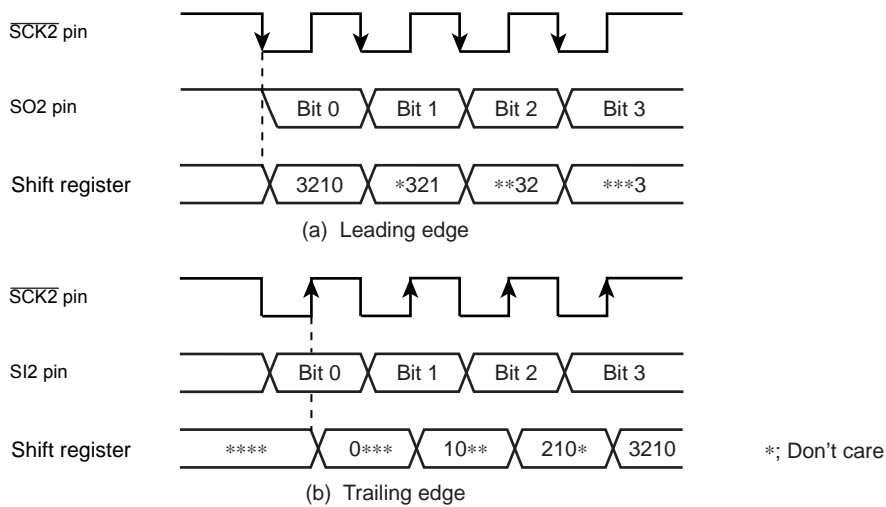 SCK2 pin
SO2 pin Bit 0 Bit 1 Bit 2 Bit 3
Shift register 3210 *321 **32 ***3
(a) Leading edge
SCK2 pin
SI2 pin Bit 0 Bit 1 Bit 2 Bit 3
Shift register **** 0*** 10** 210* 3210 *; Don't care
(b) Trailing edge